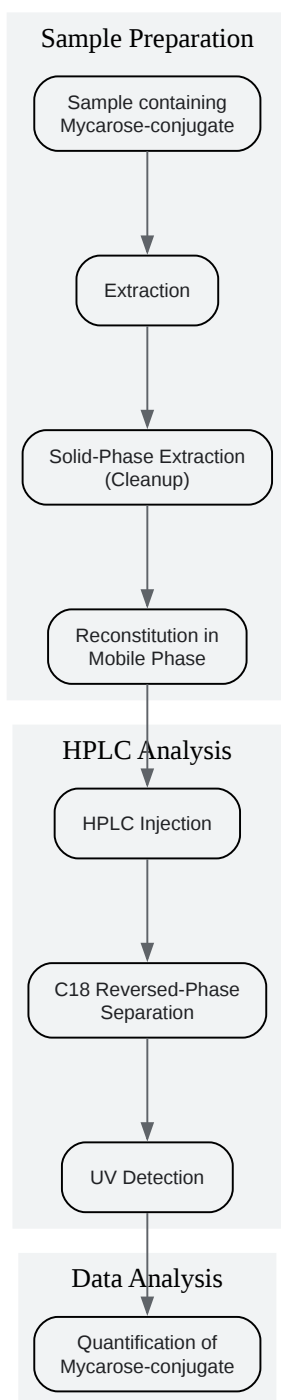 Sample Preparation
Sample containing
Mycarose-conjugate
Extraction
Solid-Phase Extraction
(Cleanup)
Reconstitution in
Mobile Phase
HPLC Analysis
HPLC Injection
C18 Reversed-Phase
Separation
UV Detection
Data Analysis
Quantification of
Mycarose-conjugate